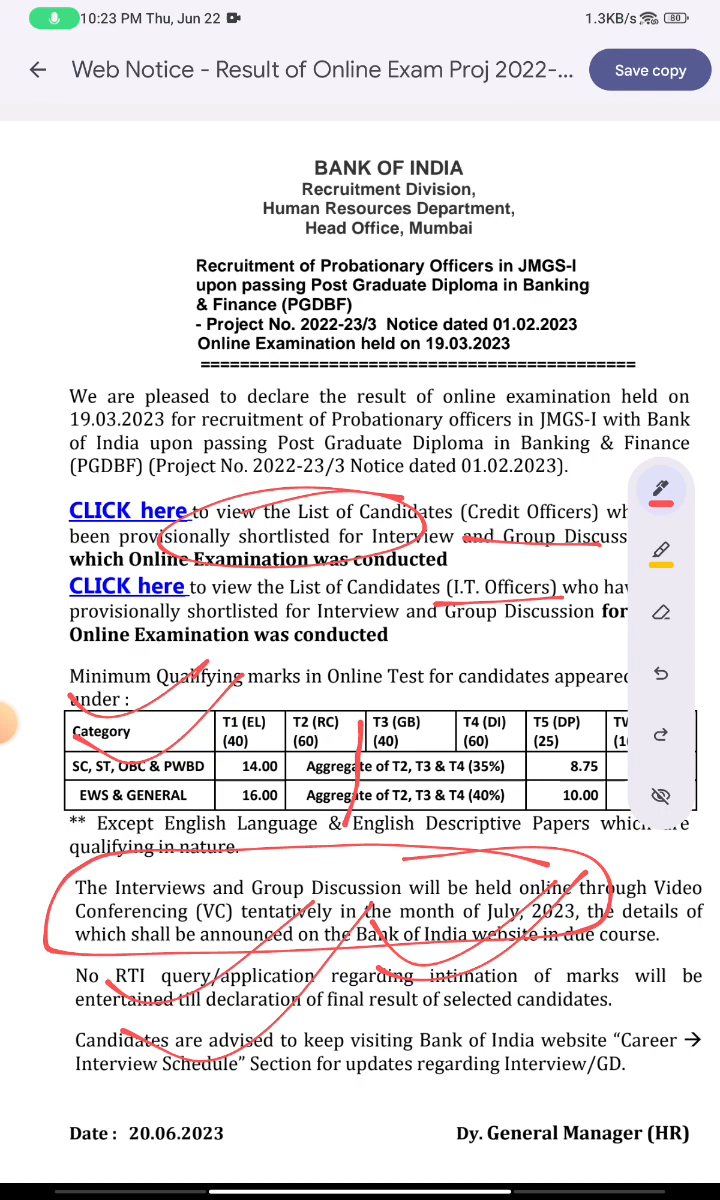 10:23 PM Thu, Jun 22
1.3KB/s 80
Web Notice - Result of Online Exam Proj 2022-...
Save copy
BANK OF INDIA
Recruitment Division,
Human Resources Department,
Head Office, Mumbai
Recruitment of Probationary Officers in JMGS-I
upon passing Post Graduate Diploma in Banking
& Finance (PGDBF)
- Project No. 2022-23/3 Notice dated 01.02.2023
Online Examination held on 19.03.2023
============================================
We are pleased to declare the result of online examination held on
19.03.2023 for recruitment of Probationary officers in JMGS-I with Bank
of India upon passing Post Graduate Diploma in Banking & Finance
(PGDBF) (Project No. 2022-23/3 Notice dated 01.02.2023).
CLICK here to view the List of Candidates (Credit Officers)
been provisionally shortlisted for Interview and Group Discuss
which Online Examination was conducted
CLICK here to view the List of Candidates (I.T. Officers) who
provisionally shortlisted for Interview and Group Discussion for
Online Examination was conducted
Minimum Qualifying marks in Online Test for candidates appeared
under :
Category T1 (EL) (40) T2 (RC) (60) T3 (GB) (40) T4 (DI) (60) T5 (DP) (25)
SC, ST, OBC & PWBD 14.00 Aggregate of T2, T3 & T4 (35%) 8.75
EWS & GENERAL 16.00 Aggregate of T2, T3 & T4 (40%) 10.00
** Except English Language & English Descriptive Papers which
qualifying in nature.
The Interviews and Group Discussion will be held online through Video
Conferencing (VC) tentatively in the month of July, 2023, the details of
which shall be announced on the Bank of India website in due course.
No RTI query/application regarding intimation of marks will be
entertained till declaration of final result of selected candidates.
Candidates are advised to keep visiting Bank of India website “Career →
Interview Schedule” Section for updates regarding Interview/GD.
Date : 20.06.2023 Dy. General Manager (HR)